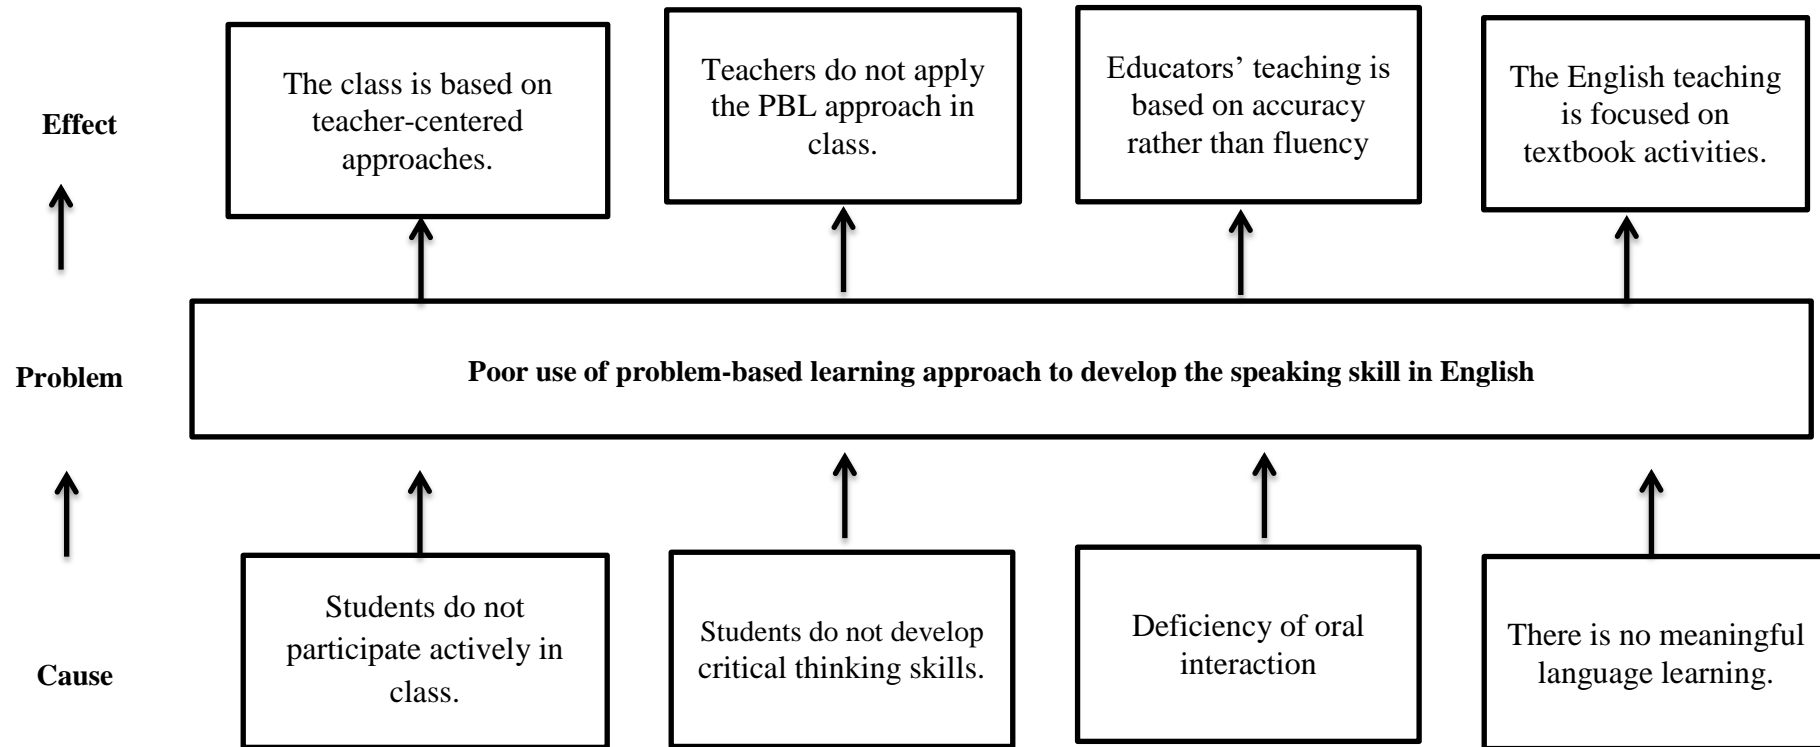 Effect
The class is based on
teacher-centered
approaches.
Teachers do not apply
the PBL approach in
class.
Educators’ teaching is
based on accuracy
rather than fluency
The English teaching
is focused on
textbook activities.
Problem
Poor use of problem-based learning approach to develop the speaking skill in English
Cause
Students do not
participate actively in
class.
Students do not develop
critical thinking skills.
Deficiency of oral
interaction
There is no meaningful
language learning.